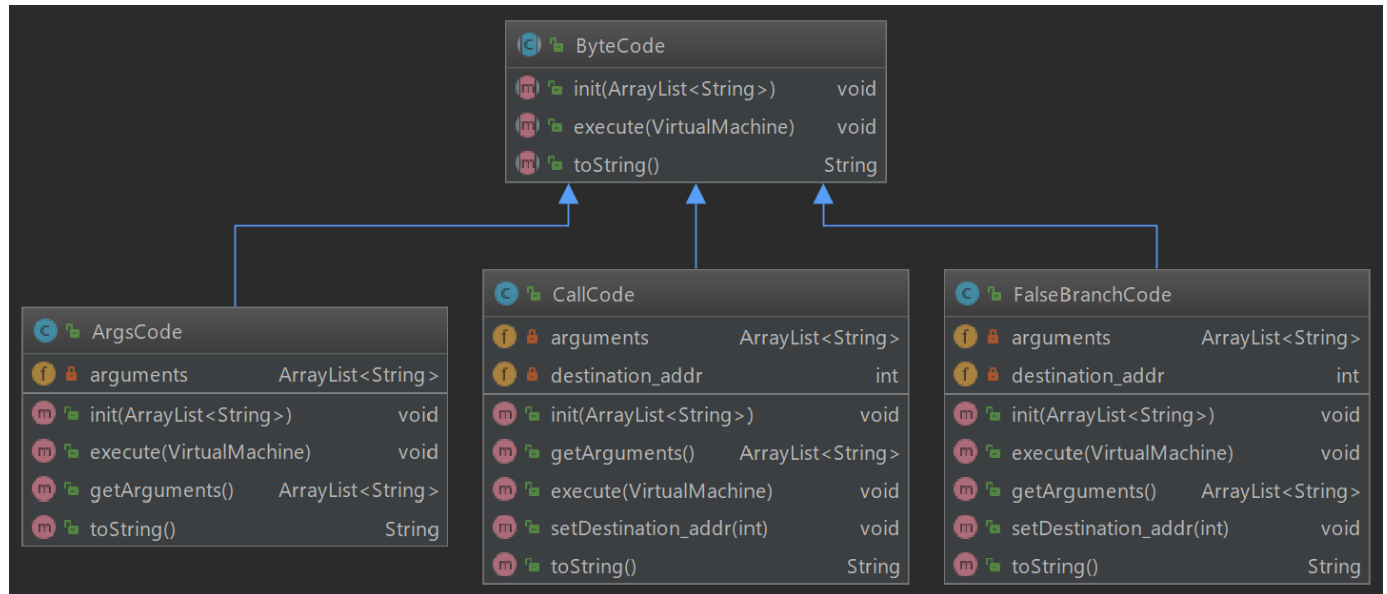 ByteCode
init(ArrayList<String>) void
execute(VirtualMachine) void
toString() String
ArgsCode
arguments ArrayList<String>
init(ArrayList<String>) void
execute(VirtualMachine) void
getArguments() ArrayList<String>
toString() String
CallCode
arguments ArrayList<String>
destination_addr int
init(ArrayList<String>) void
getArguments() ArrayList<String>
execute(VirtualMachine) void
setDestination_addr(int) void
toString() String
FalseBranchCode
arguments ArrayList<String>
destination_addr int
init(ArrayList<String>) void
execute(VirtualMachine) void
getArguments() ArrayList<String>
setDestination_addr(int) void
toString() String